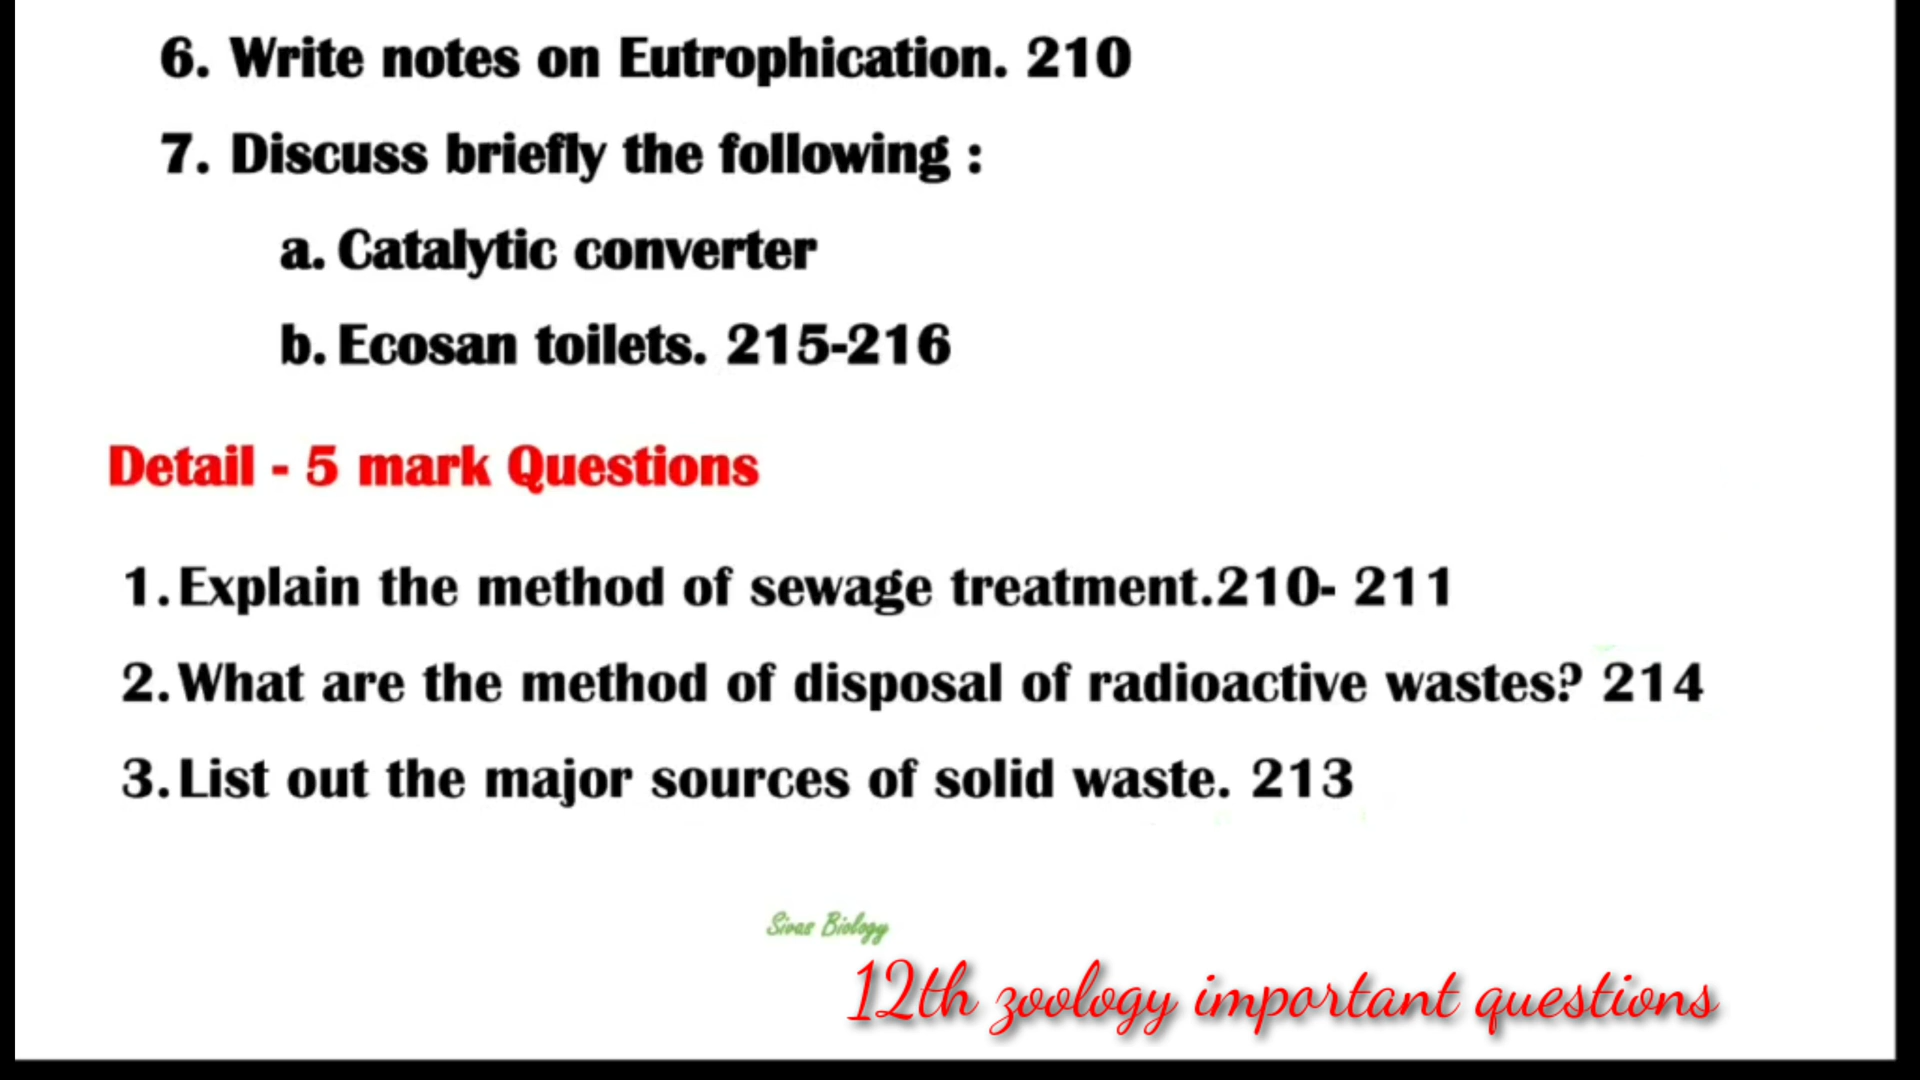 6. Write notes on Eutrophication. 210
7. Discuss briefly the following :
a. Catalytic converter
b. Ecosan toilets. 215-216
Detail - 5 mark Questions
1. Explain the method of sewage treatment.210- 211
2. What are the method of disposal of radioactive wastes? 214
3. List out the major sources of solid waste. 213
Sivas Biology
12th zoology important questions